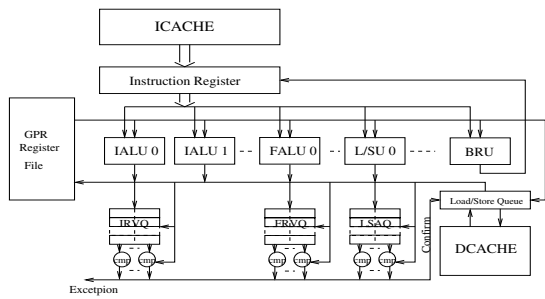 ICACHE
Instruction Register
GPR
Register
File
IALU 0
IALU 1
FALU 0
L/SU 0
BRU
Load/Store Queue
IRVQ
FRVQ
LSAQ
Confirm
DCACHE
cmp
cmp
cmp
cmp
cmp
cmp
Excetpion